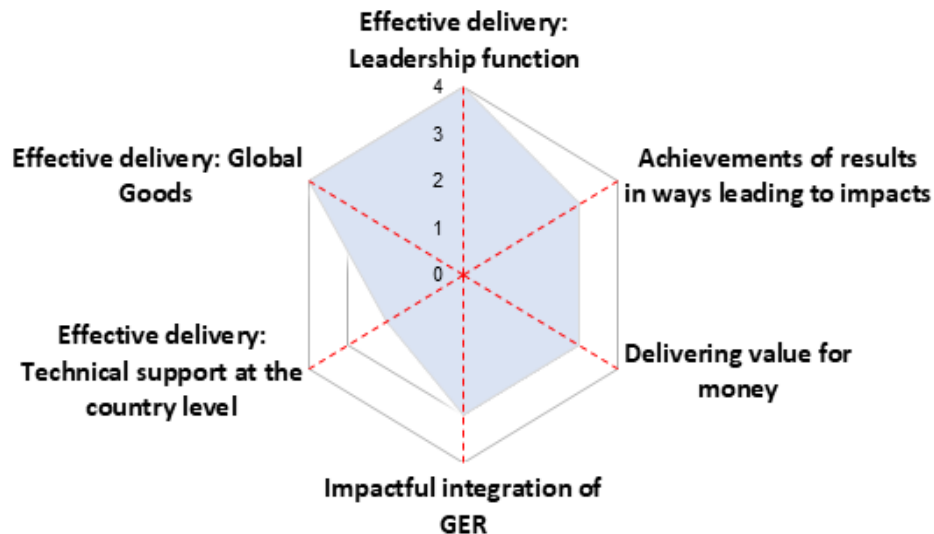 Effective delivery:
Leadership function
4
3
2
1
0
Effective delivery: Global
Goods
Achievements of results
in ways leading to impacts
Effective delivery:
Technical support at the
country level
Delivering value for
money
Impactful integration of
GER